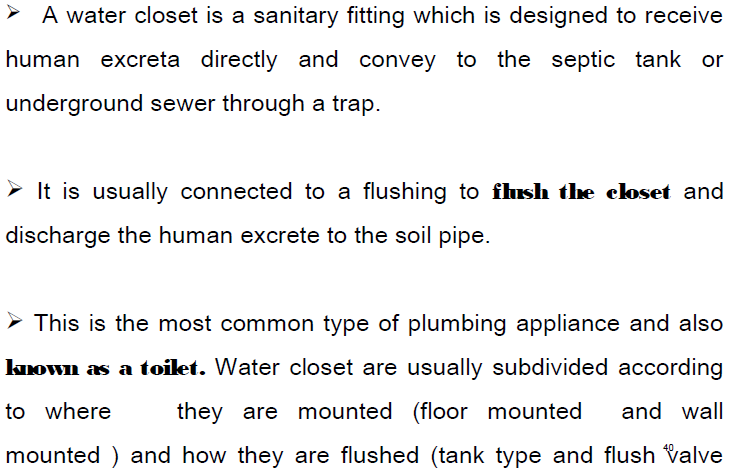 ➢ A water closet is a sanitary fitting which is designed to receive
human excreta directly and convey to the septic tank or
underground sewer through a trap.
➢ It is usually connected to a flushing to flush the closet and
discharge the human excrete to the soil pipe.
➢ This is the most common type of plumbing appliance and also
known as a toilet. Water closet are usually subdivided according
to where they are mounted (floor mounted and wall
mounted ) and how they are flushed (tank type and flush valve
40